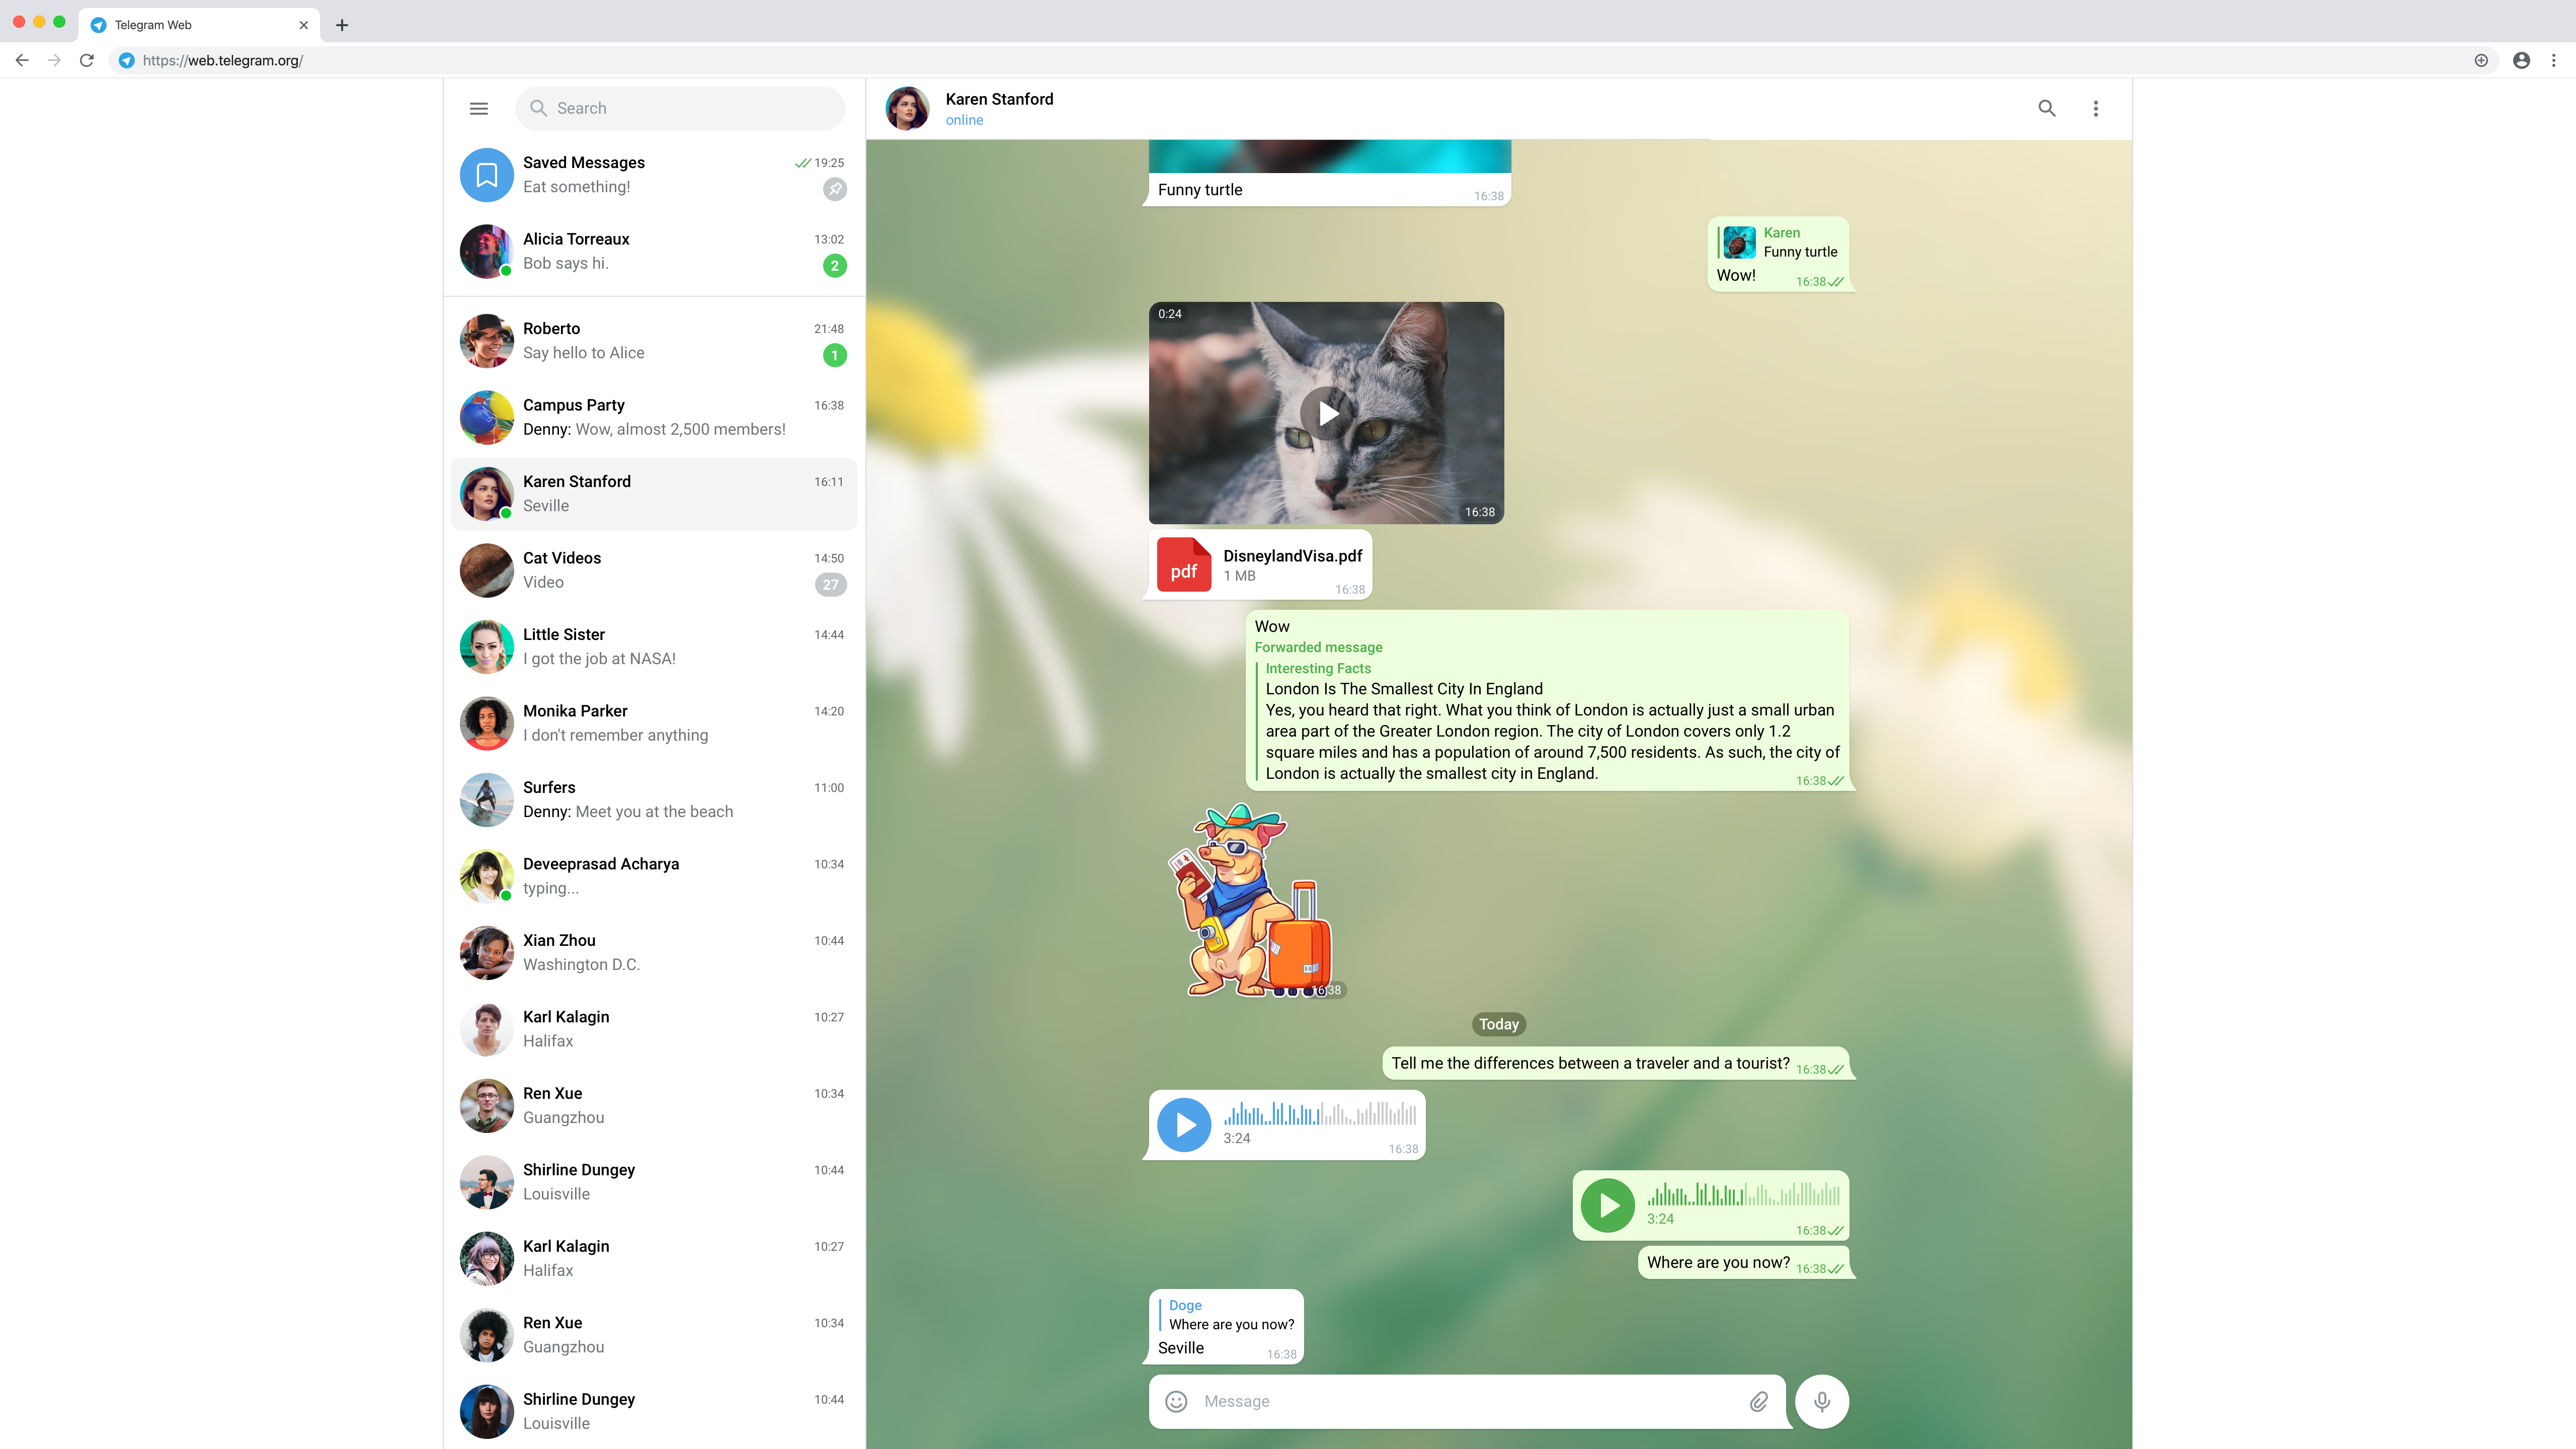 Telegram Web
https://web.telegram.org/
Search
Saved Messages 19:25
Eat something!
Alicia Torreaux 13:02
Bob says hi. 2
Roberto 21:48
Say hello to Alice 1
Campus Party 16:38
Denny: Wow, almost 2,500 members!
Karen Stanford 16:11
Seville
Cat Videos 14:50
Video 27
Little Sister 14:44
I got the job at NASA!
Monika Parker 14:20
I don't remember anything
Surfers 11:00
Denny: Meet you at the beach
Deveeprasad Acharya 10:34
typing...
Xian Zhou 10:44
Washington D.C.
Karl Kalagin 10:27
Halifax
Ren Xue 10:34
Guangzhou
Shirline Dungey 10:44
Louisville
Karl Kalagin 10:27
Halifax
Ren Xue 10:34
Guangzhou
Shirline Dungey 10:44
Louisville
Karen Stanford
online
Funny turtle 16:38
Karen
Funny turtle
Wow! 16:38
0:24
16:38
pdf
DisneylandVisa.pdf
1 MB
16:38
Wow
Forwarded message
Interesting Facts
London Is The Smallest City In England
Yes, you heard that right. What you think of London is actually just a small urban
area part of the Greater London region. The city of London covers only 1.2
square miles and has a population of around 7,500 residents. As such, the city of
London is actually the smallest city in England. 16:38
16:38
Today
Tell me the differences between a traveler and a tourist? 16:38
3:24
16:38
3:24
16:38
Where are you now? 16:38
Doge
Where are you now?
Seville 16:38
Message